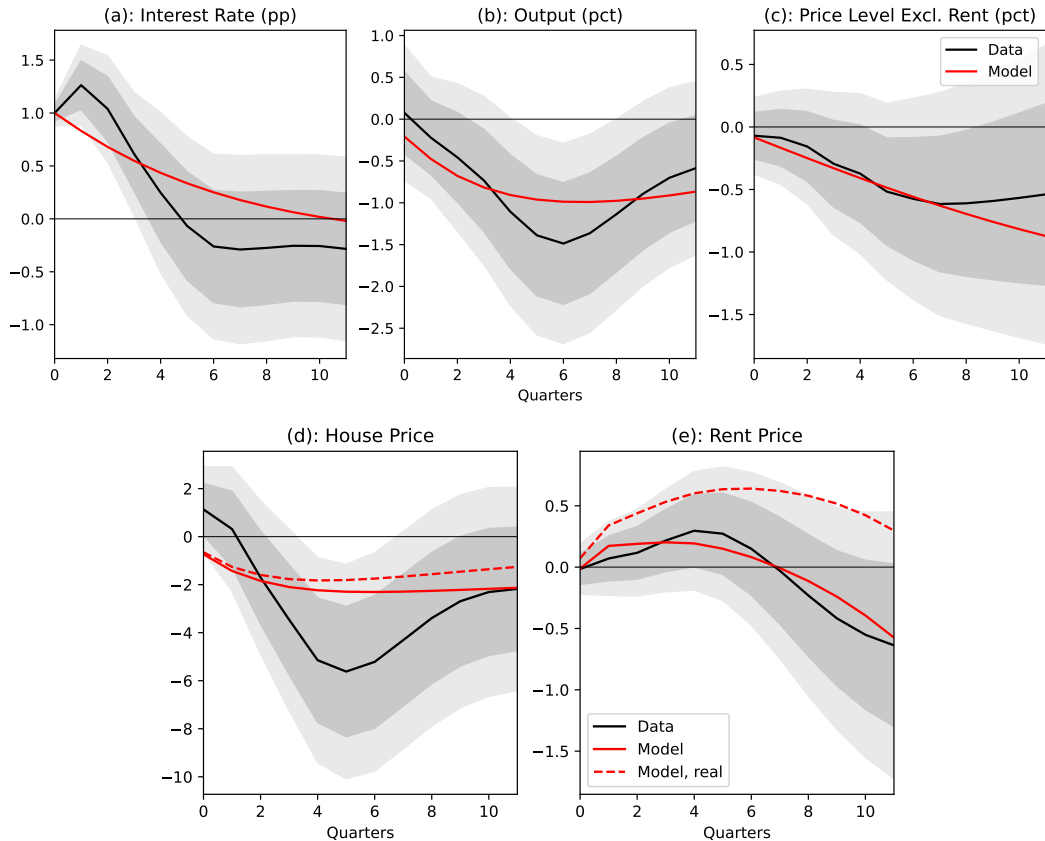 (a): Interest Rate (pp)
1.5
1.0
0.5
0.0
−0.5
−1.0
0 2 4 6 8 10
(b): Output (pct)
1.0
0.5
0.0
−0.5
−1.0
−1.5
−2.0
−2.5
0 2 4 6 8 10
Quarters
(c): Price Level Excl. Rent (pct)
Data
Model
0.5
0.0
−0.5
−1.0
−1.5
0 2 4 6 8 10
(d): House Price
2
0
−2
−4
−6
−8
−10
0 2 4 6 8 10
Quarters
(e): Rent Price
0.5
0.0
−0.5
−1.0
−1.5
Data
Model
Model, real
0 2 4 6 8 10
Quarters